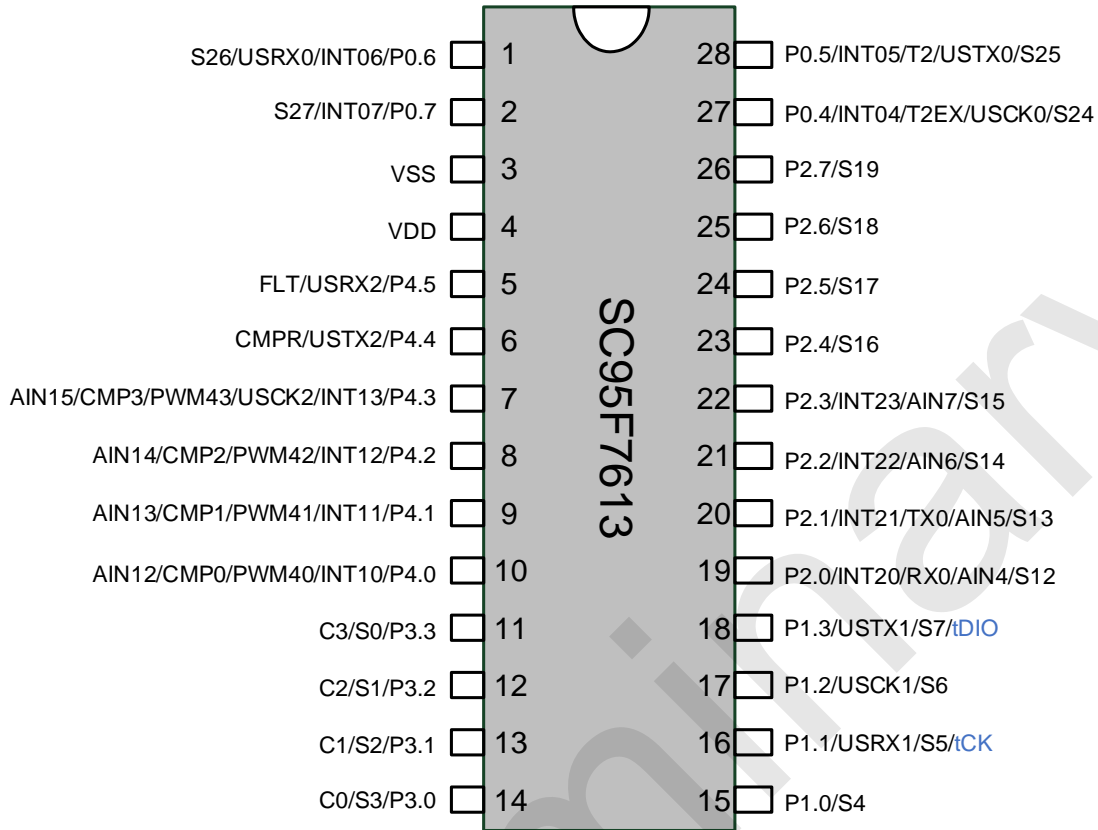 S26/USRX0/INT06/P0.6 1 28 P0.5/INT05/T2/USTX0/S25
S27/INT07/P0.7 2 27 P0.4/INT04/T2EX/USCK0/S24
VSS 3 26 P2.7/S19
VDD 4 25 P2.6/S18
FLT/USRX2/P4.5 5 24 P2.5/S17
CMPR/USTX2/P4.4 6 23 P2.4/S16
AIN15/CMP3/PWM43/USCK2/INT13/P4.3 7 22 P2.3/INT23/AIN7/S15
AIN14/CMP2/PWM42/INT12/P4.2 8 21 P2.2/INT22/AIN6/S14
AIN13/CMP1/PWM41/INT11/P4.1 9 20 P2.1/INT21/TX0/AIN5/S13
AIN12/CMP0/PWM40/INT10/P4.0 10 19 P2.0/INT20/RX0/AIN4/S12
C3/S0/P3.3 11 18 P1.3/USTX1/S7/tDIO
C2/S1/P3.2 12 17 P1.2/USCK1/S6
C1/S2/P3.1 13 16 P1.1/USRX1/S5/tCK
C0/S3/P3.0 14 15 P1.0/S4
SC95F7613